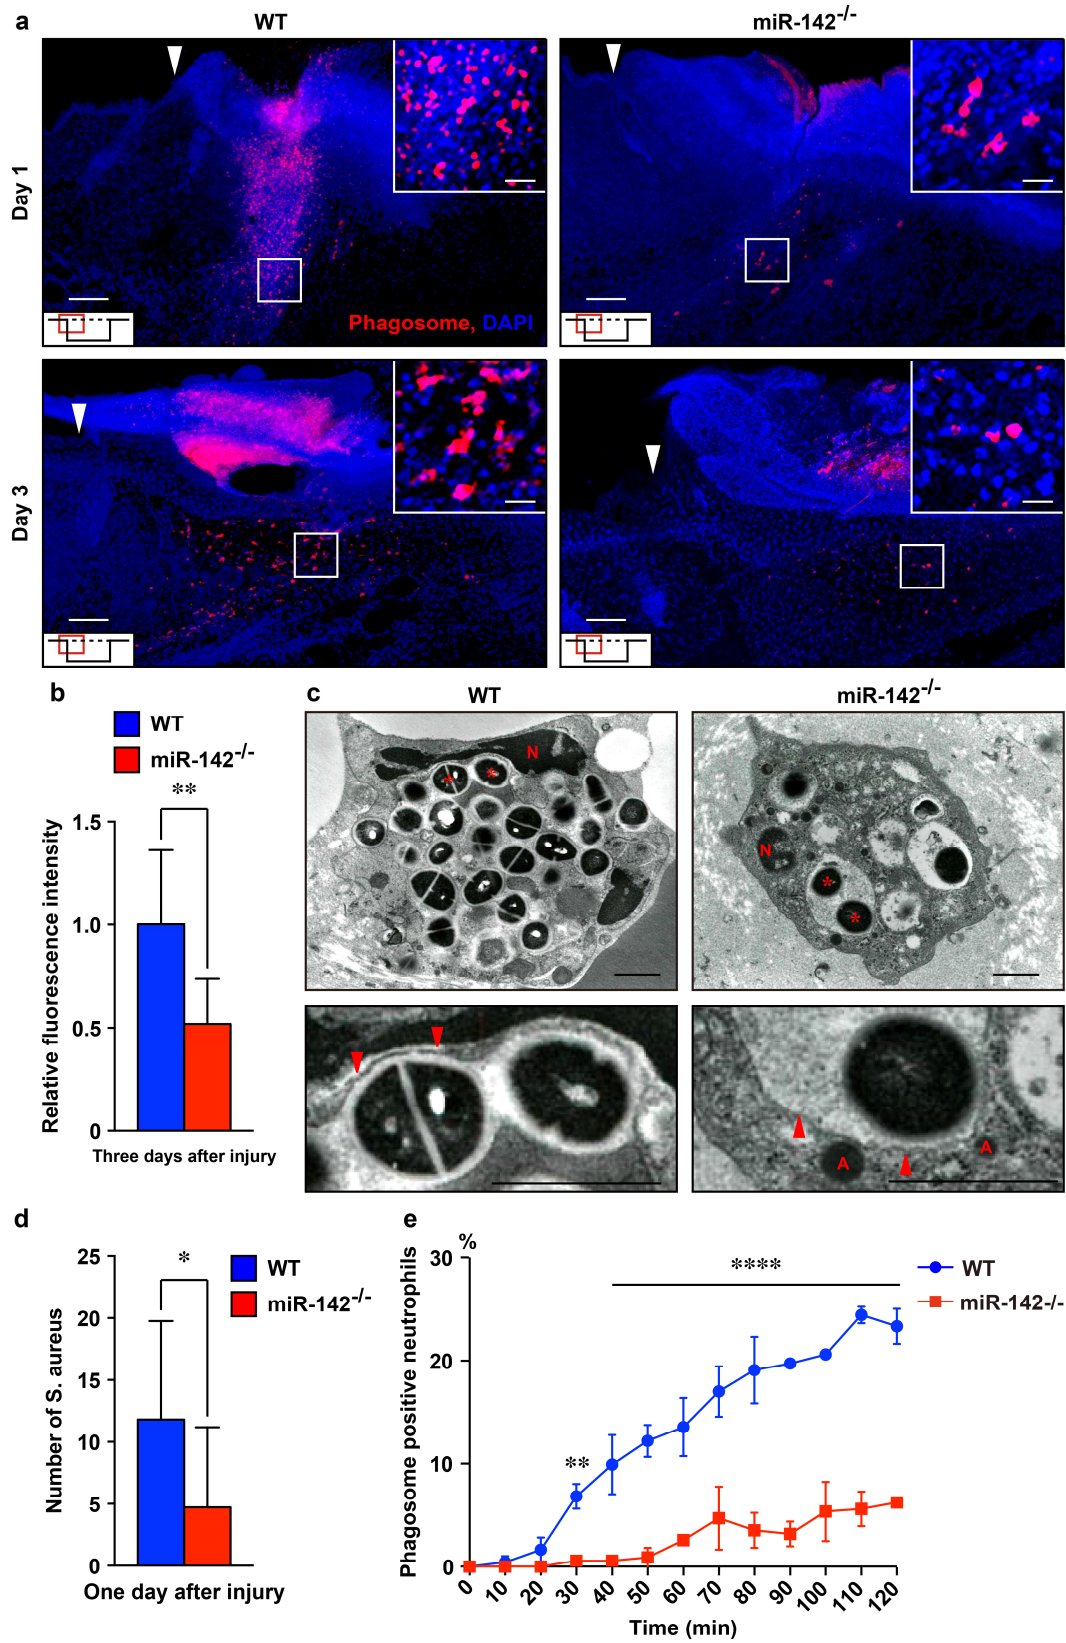 a
WT
miR-142-/-
Day 1
Phagosome, DAPI
Day 3
b
WT
miR-142-/-
**
Relative fluorescence intensity
1.5
1.0
0.5
0
Three days after injury
c
WT
miR-142-/-
N
*
*
N
*
*
A
A
d
WT
miR-142-/-
*
Number of S. aureus
25
20
15
10
5
0
One day after injury
e
%
Phagosome positive neutrophils
30
20
10
0
**
****
WT
miR-142-/-
0 10 20 30 40 50 60 70 80 90 100 110 120
Time (min)